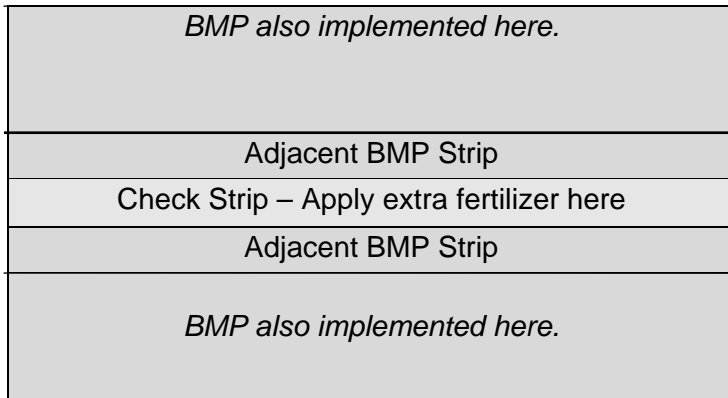 BMP also implemented here.
Adjacent BMP Strip
Check Strip – Apply extra fertilizer here
Adjacent BMP Strip
BMP also implemented here.